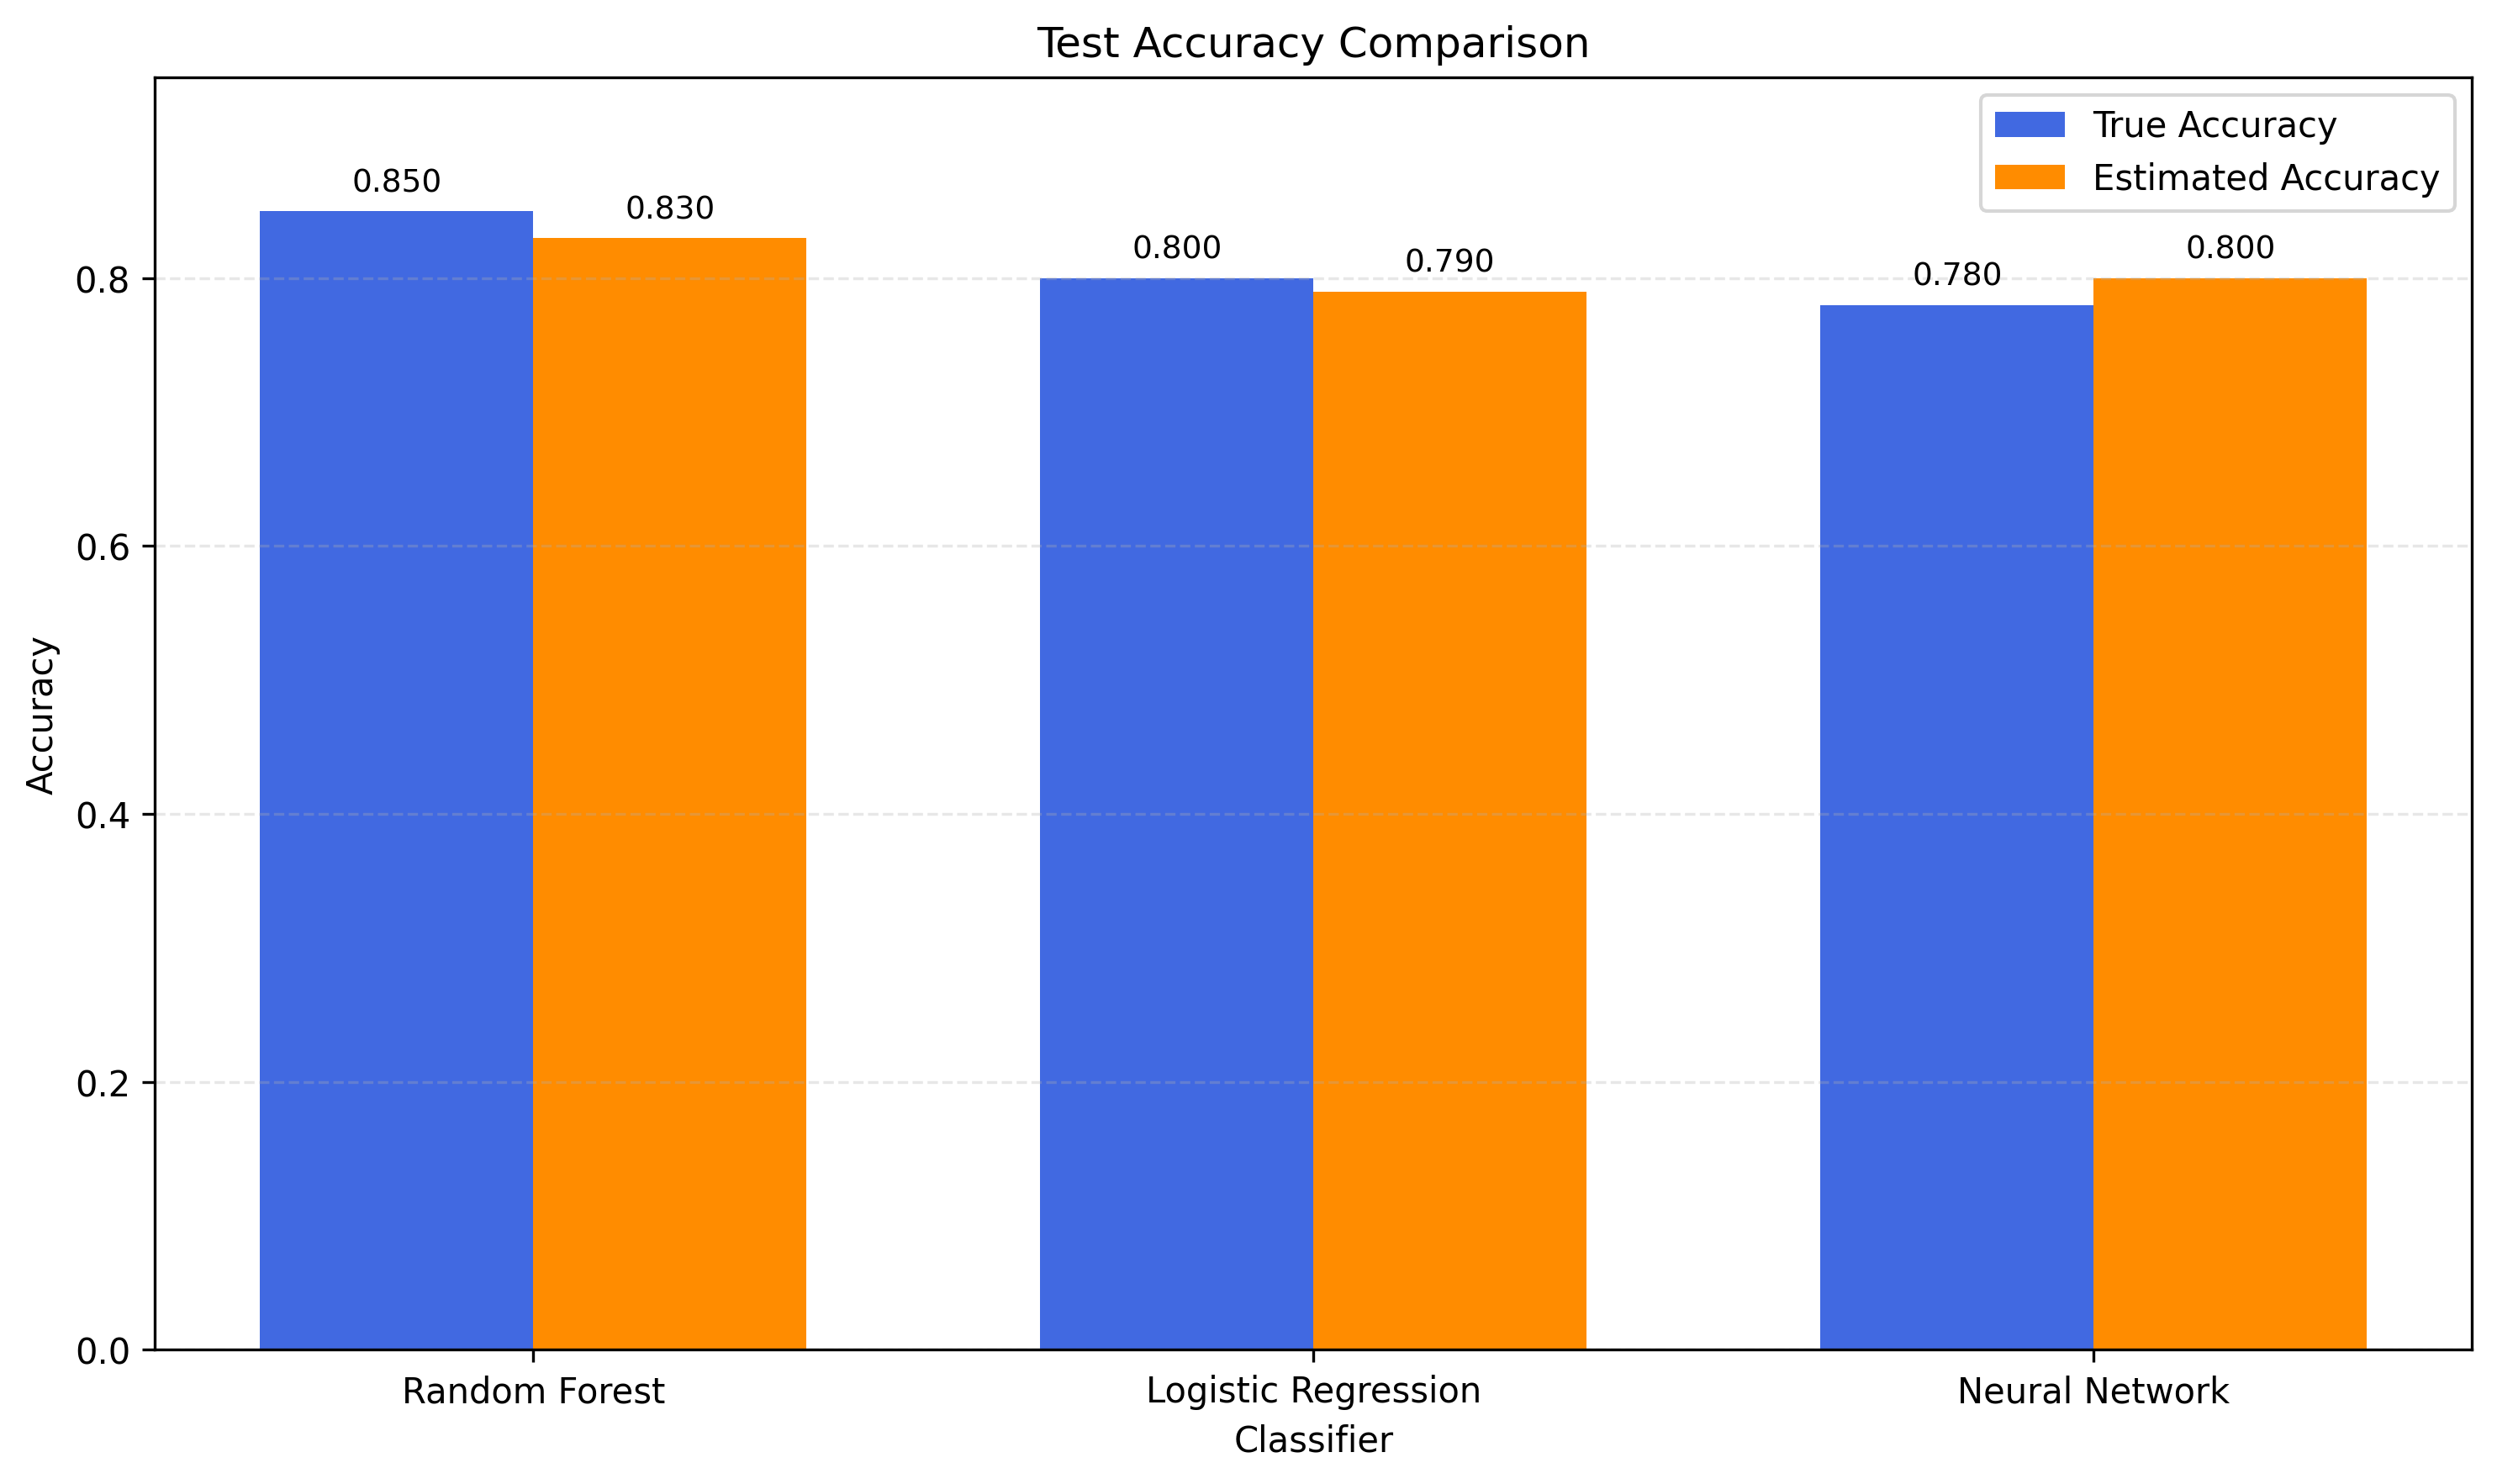 Test Accuracy Comparison
True Accuracy
Estimated Accuracy
0.850
0.830
0.800
0.790
0.780
0.800
0.8
0.6
0.4
0.2
0.0
Accuracy
Random Forest
Logistic Regression
Neural Network
Classifier